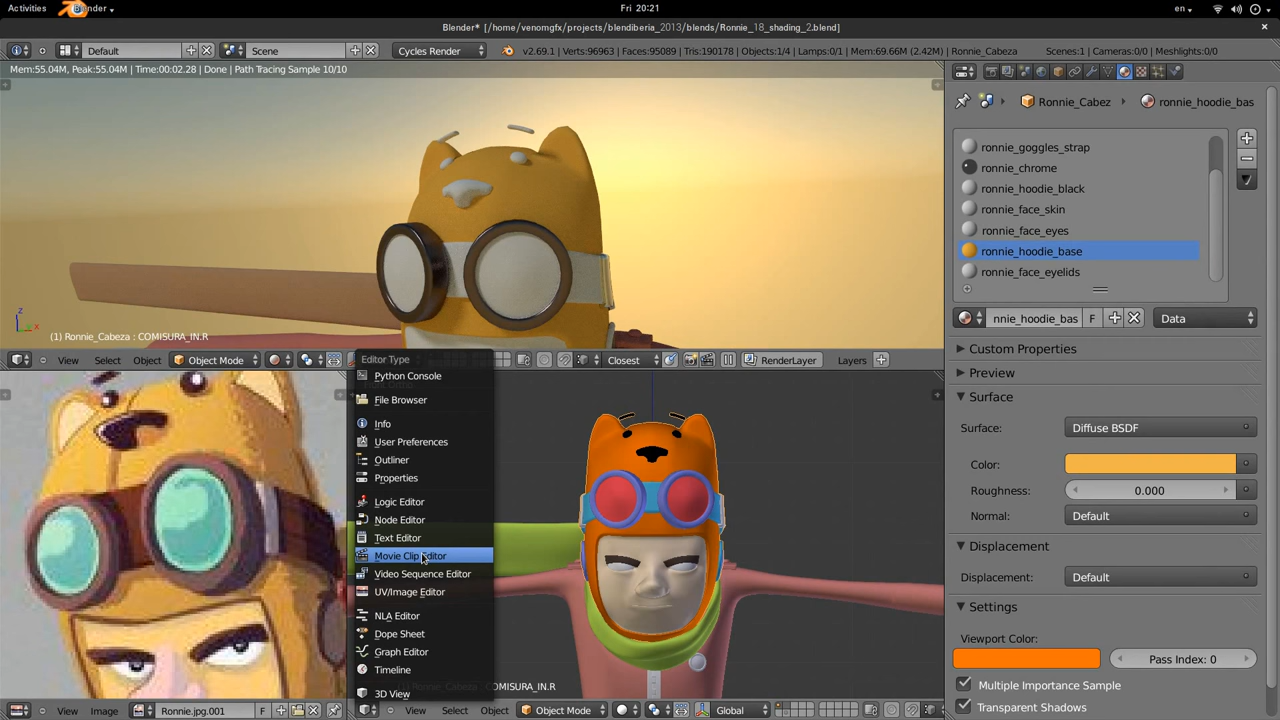 Activities Blender Fri 20:21 en
Blender* [/home/venomgfx/projects/blendiberia_2013/blends/Ronnie_18_shading_2.blend]
Default Scene Cycles Render v2.69.1 | Verts:96963 | Faces:95089 | Tris:190178 | Objects:1/4 | Lamps:0/1 | Mem:69.66M (2.42M) | Ronnie_Cabeza Scenes:1 | Cameras:0/0 | Meshlights:0/0
Mem:55.04M, Peak:55.04M | Time:00:02.28 | Done | Path Tracing Sample 10/10
z
x
(1) Ronnie_Cabeza : COMISURA_IN.R
View Select Object Object Mode Closest RenderLayer Layers
Editor Type
Python Console
File Browser
Info
User Preferences
Outliner
Properties
Logic Editor
Node Editor
Text Editor
Movie Clip Editor
Video Sequence Editor
UV/Image Editor
NLA Editor
Dope Sheet
Graph Editor
Timeline
3D View
COMISURA_IN.R
View Image Ronnie.jpg.001 F
View Select Object Object Mode Global
Ronnie_Cabez ronnie_hoodie_bas
ronnie_goggles_strap
ronnie_chrome
ronnie_hoodie_black
ronnie_face_skin
ronnie_face_eyes
ronnie_hoodie_base
ronnie_face_eyelids
nnie_hoodie_bas F Data
Custom Properties
Preview
Surface
Surface: Diffuse BSDF
Color:
Roughness: 0.000
Normal: Default
Displacement
Displacement: Default
Settings
Viewport Color:
Pass Index: 0
Multiple Importance Sample
Transparent Shadows